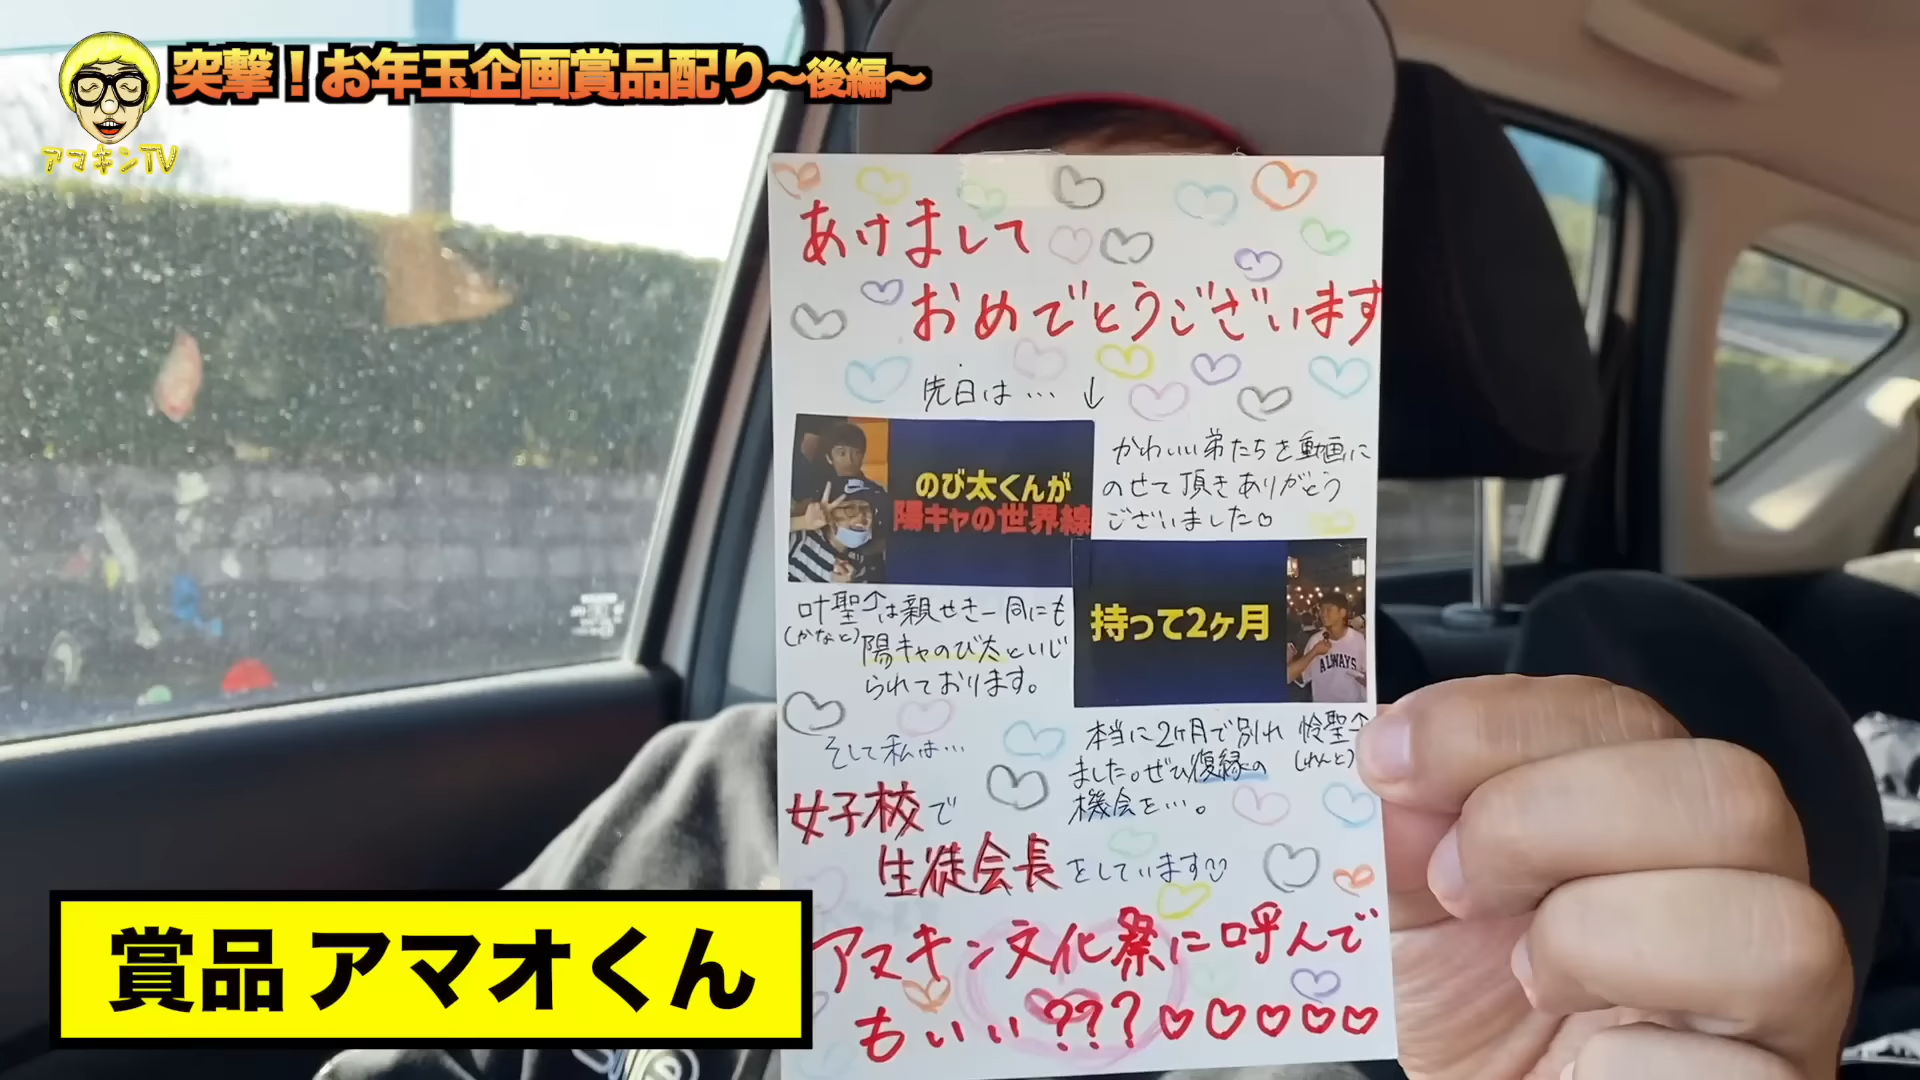 突撃！お年玉企画賞品配り～後編～
アマキンTV
あけまして
おめでとうございます
先日は… ↓
のび太くんが
陽キャの世界線
かわいい弟たちを動画に
のせて頂きありがとう
ございました♡
叶聖↑は親せき一同にも
(かなと)
陽キャのび太といじ
られております。
持って2ヶ月
ALWAYS
本当に2ヶ月で別れ
ました。ぜひ復縁の
機会を…。
怜聖↑
(れんと)
そして私は…
女子校で
生徒会長をしています
アマキン文化祭に呼んで
もいい???♡♡♡♡♡
賞品 アマオくん